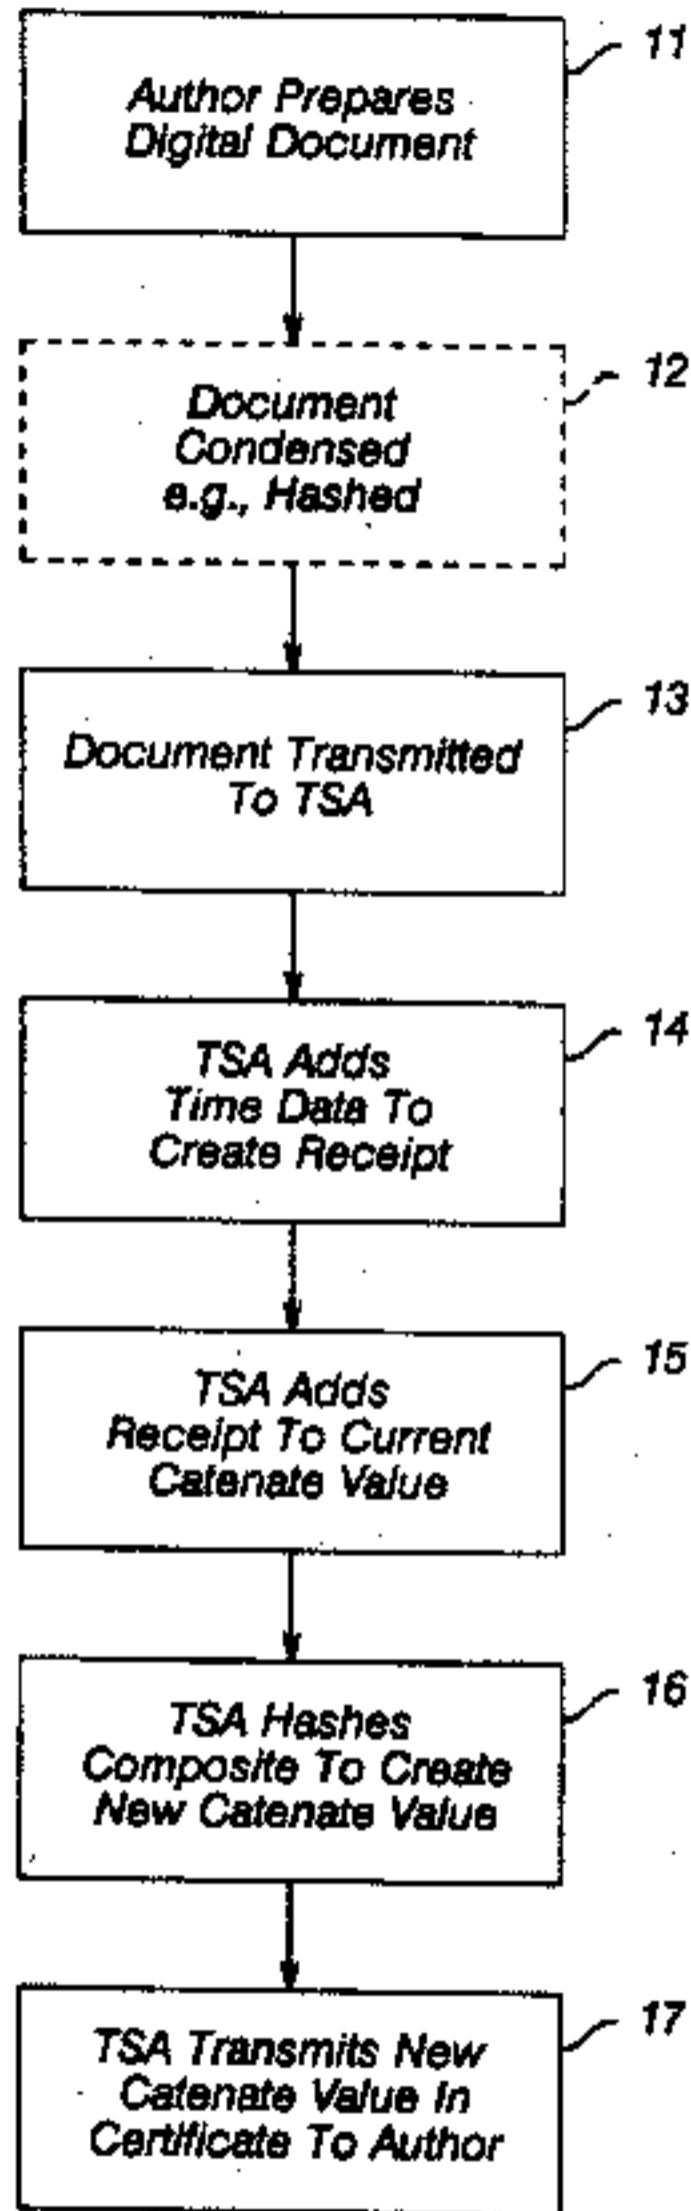 11
Author Prepares
Digital Document
12
Document
Condensed
e.g., Hashed
13
Document Transmitted
To TSA
14
TSA Adds
Time Data To
Create Receipt
15
TSA Adds
Receipt To Current
Catenate Value
16
TSA Hashes
Composite To Create
New Catenate Value
17
TSA Transmits New
Catenate Value In
Certificate To Author